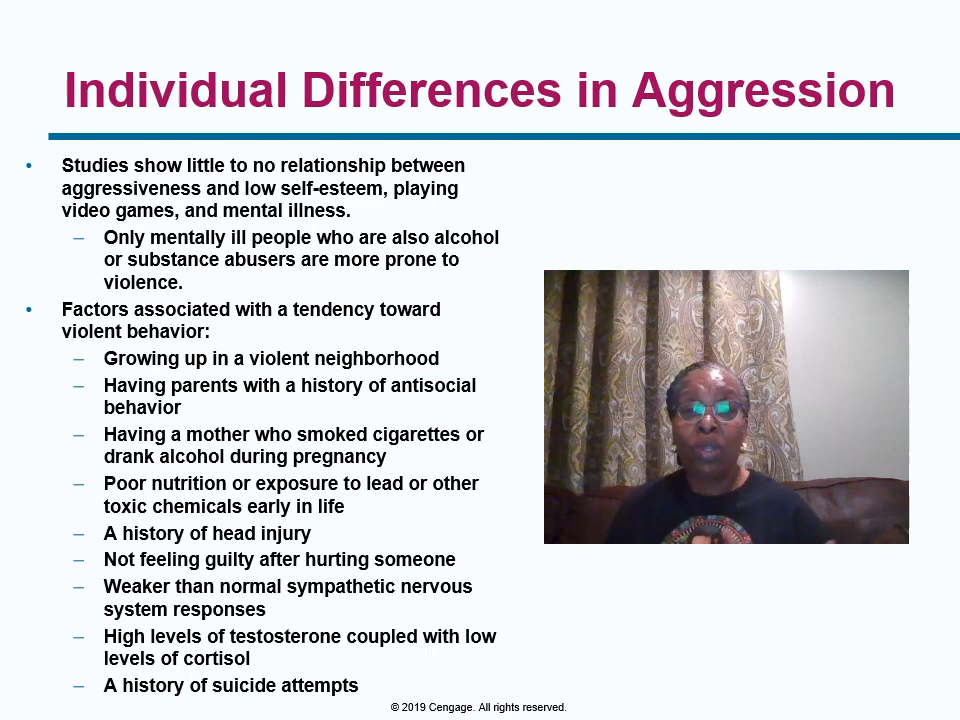 Individual Differences in Aggression
• Studies show little to no relationship between
aggressiveness and low self-esteem, playing
video games, and mental illness.
– Only mentally ill people who are also alcohol
or substance abusers are more prone to
violence.
• Factors associated with a tendency toward
violent behavior:
– Growing up in a violent neighborhood
– Having parents with a history of antisocial
behavior
– Having a mother who smoked cigarettes or
drank alcohol during pregnancy
– Poor nutrition or exposure to lead or other
toxic chemicals early in life
– A history of head injury
– Not feeling guilty after hurting someone
– Weaker than normal sympathetic nervous
system responses
– High levels of testosterone coupled with low
levels of cortisol
– A history of suicide attempts
© 2019 Cengage. All rights reserved.